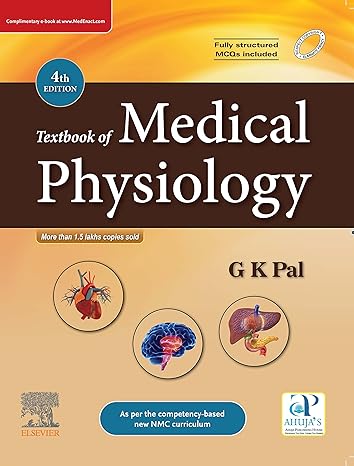 Complimentary e-book at www.MedEnact.com
Fully structured
MCQs included
4th
EDITION
Textbook of Medical
Physiology
More than 1.5 lakhs copies sold
G K Pal
As per the competency-based
new NMC curriculum
ELSEVIER
AP
AHUJA'S